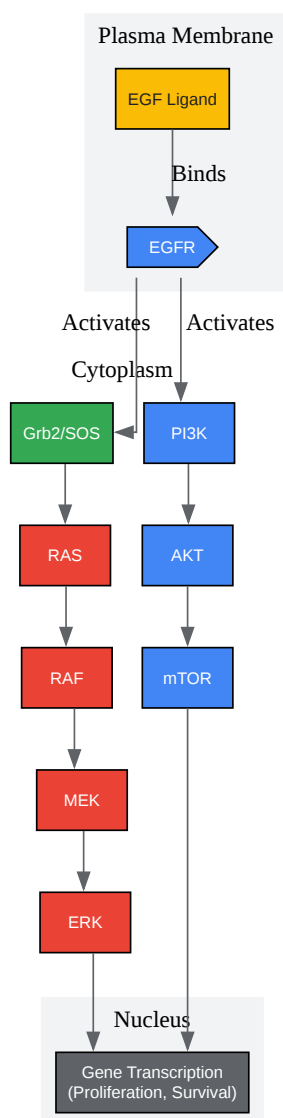 Plasma Membrane
EGF Ligand
Binds
EGFR
Activates
Activates
Cytoplasm
Grb2/SOS
PI3K
RAS
AKT
RAF
mTOR
MEK
ERK
Nucleus
Gene Transcription
(Proliferation, Survival)